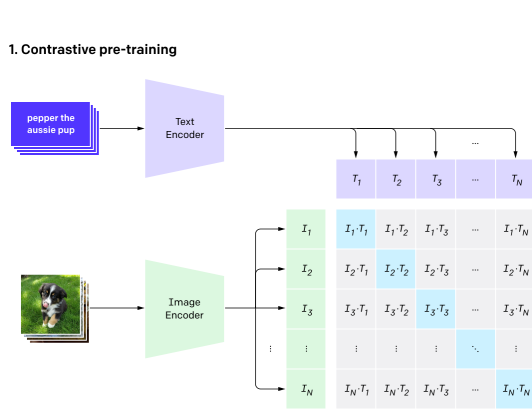 1. Contrastive pre-training
pepper the
aussie pup
Text
Encoder
...
T1 T2 T3 ... TN
I1 I1·T1 I1·T2 I1·T3 ... I1·TN
I2 I2·T1 I2·T2 I2·T3 ... I2·TN
Image
Encoder
I3 I3·T1 I3·T2 I3·T3 ... I3·TN
⋮ ⋮ ⋮ ⋮ ⋮ ⋱ ⋮
IN IN·T1 IN·T2 IN·T3 ... IN·TN